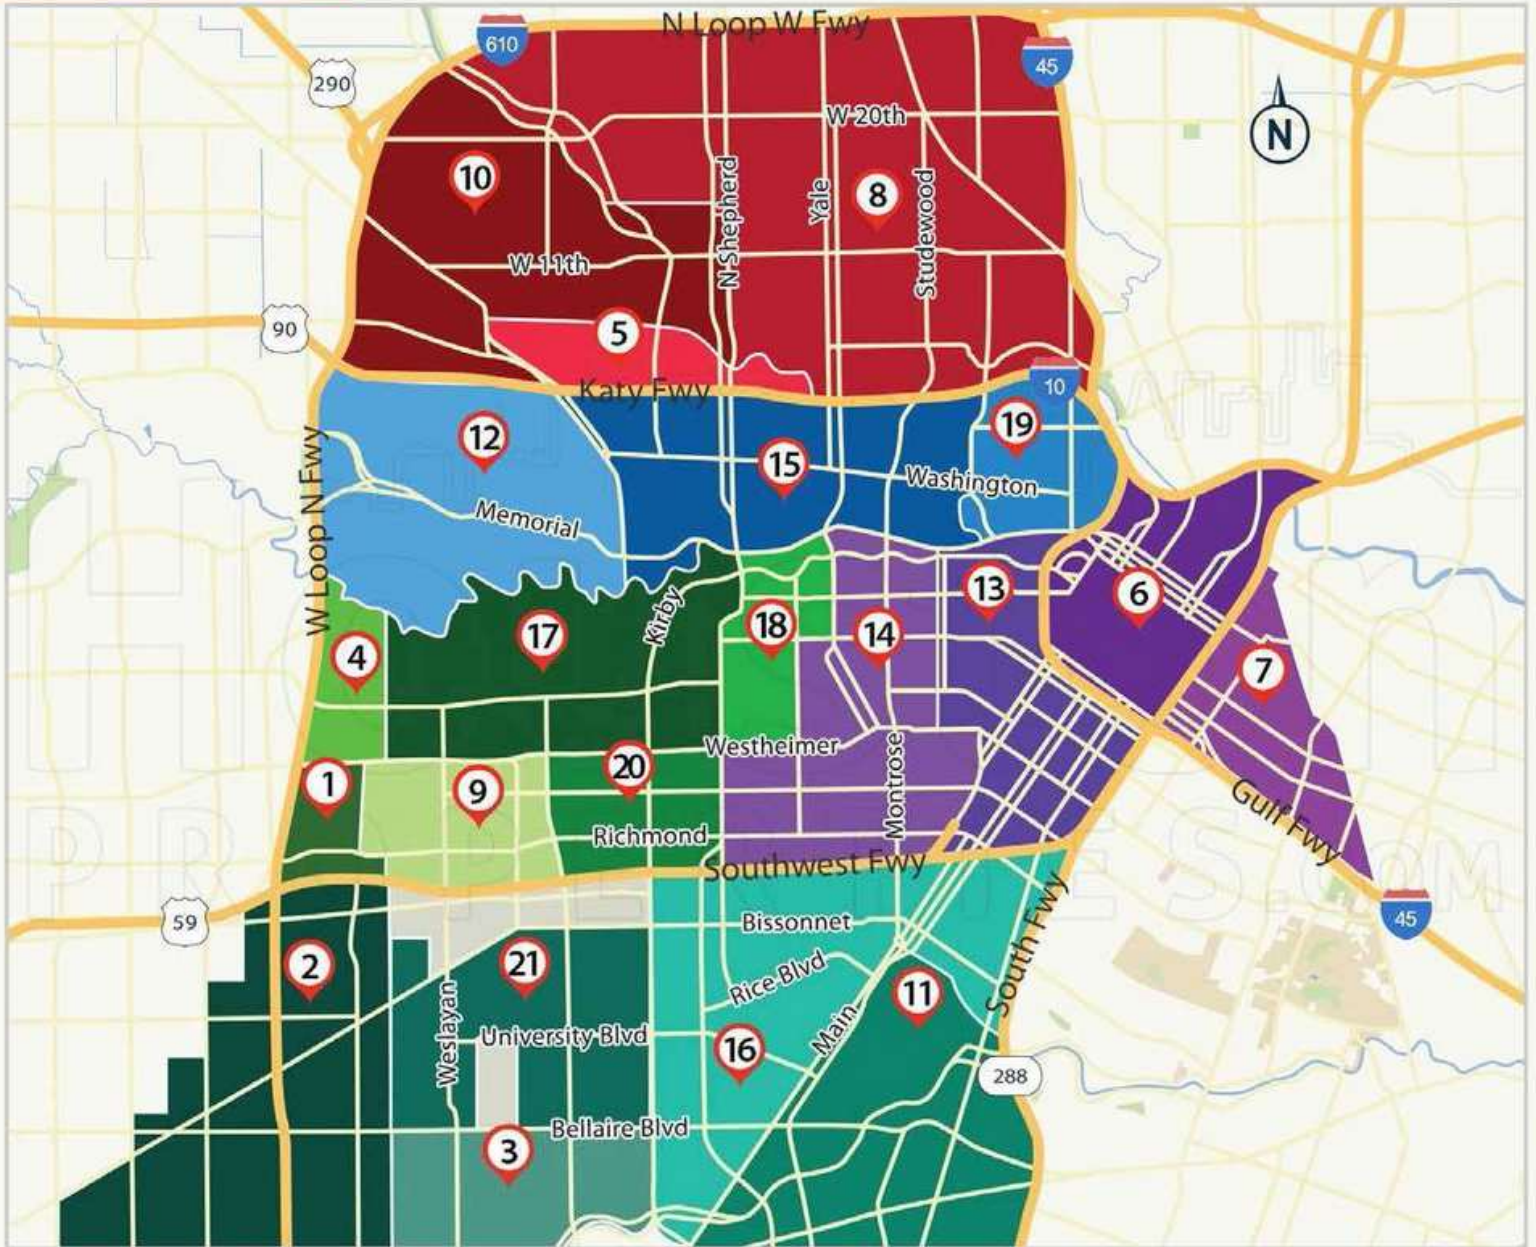 N Loop W Fwy
610
45
290
W 20th
10
8
N
N Shepherd
Yale
Studewood
W 11th
5
90
Katy Fwy
10
12
19
15
Washington
W Loop N Fwy
Memorial
13
6
Kirby
18
17
14
4
7
Westheimer
Montrose
20
1
9
Gulf Fwy
Richmond
Southwest Fwy
59
45
Bissonnet
South Fwy
2
21
Rice Blvd
11
Weslayan
University Blvd
Main
16
288
Bellaire Blvd
3